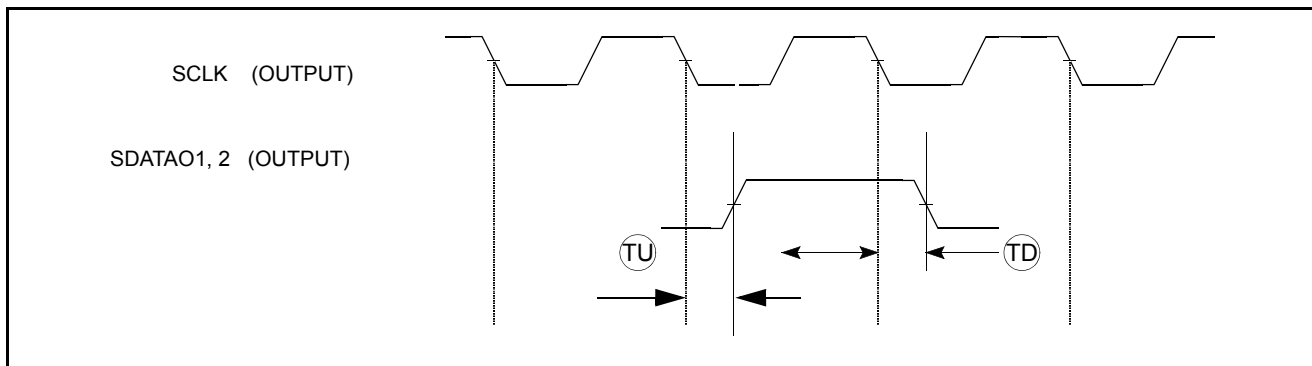 SCLK (OUTPUT)
SDATAO1, 2 (OUTPUT)
TU
TD